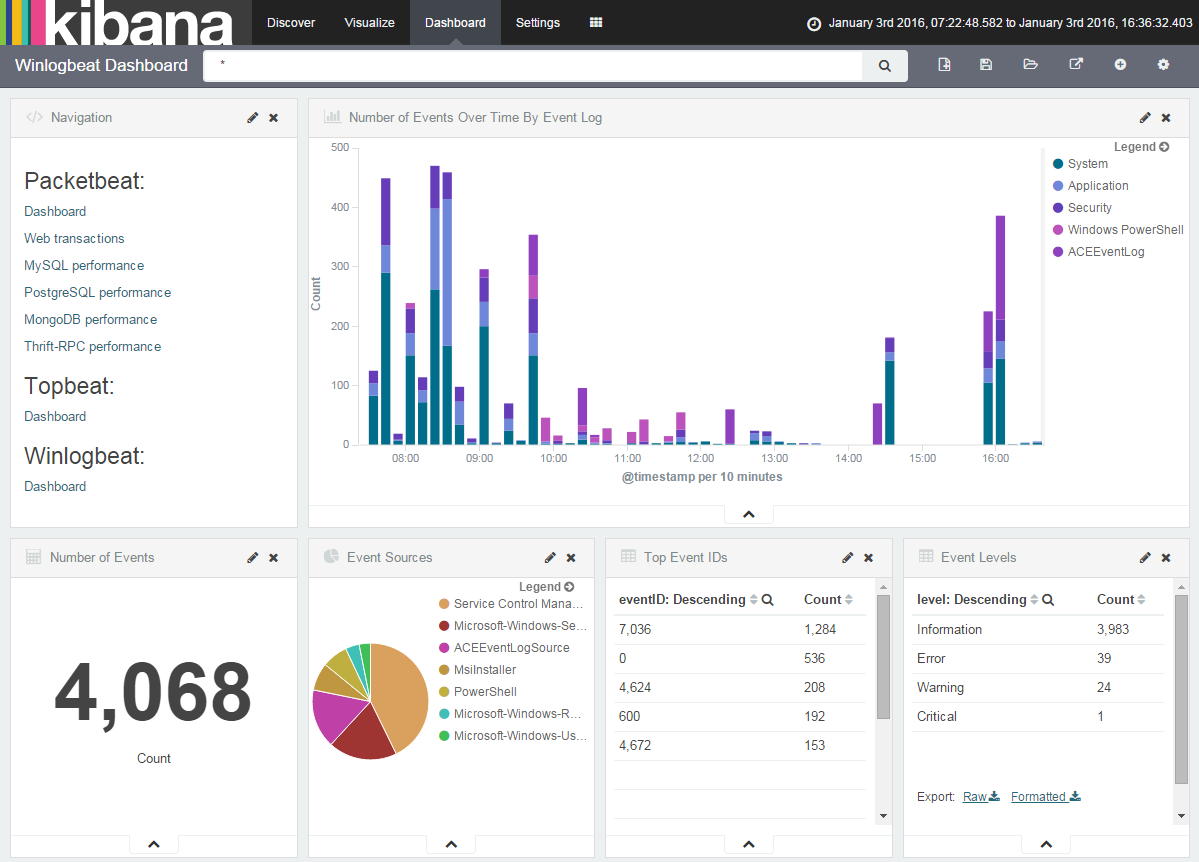 kibana
Discover Visualize Dashboard Settings
January 3rd 2016, 07:22:48.582 to January 3rd 2016, 16:36:32.403
Winlogbeat Dashboard *
Navigation
Packetbeat:
Dashboard
Web transactions
MySQL performance
PostgreSQL performance
MongoDB performance
Thrift-RPC performance
Topbeat:
Dashboard
Winlogbeat:
Dashboard
Number of Events Over Time By Event Log
Legend
System
Application
Security
Windows PowerShell
ACEEventLog
Count
500
400
300
200
100
0
08:00 09:00 10:00 11:00 12:00 13:00 14:00 15:00 16:00
@timestamp per 10 minutes
Number of Events
4,068
Count
Event Sources
Legend
Service Control Mana...
Microsoft-Windows-Se...
ACEEventLogSource
MsiInstaller
PowerShell
Microsoft-Windows-R...
Microsoft-Windows-Us...
Top Event IDs
eventID: Descending Count
7,036 1,284
0 536
4,624 208
600 192
4,672 153
Event Levels
level: Descending Count
Information 3,983
Error 39
Warning 24
Critical 1
Export: Raw Formatted